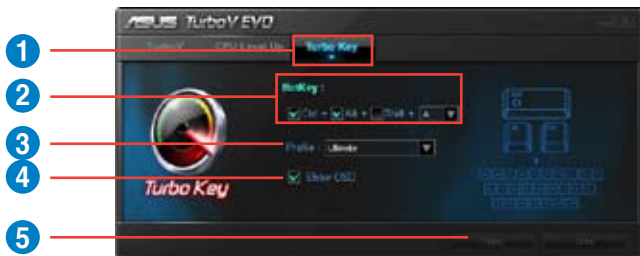 ASUS TurboV EVO
TurboV CPU Level Up Turbo Key
1
HotKey :
2
Ctrl + Alt + Shift + A
3
Profile : Ultimate
4
Show OSD
Turbo Key
5